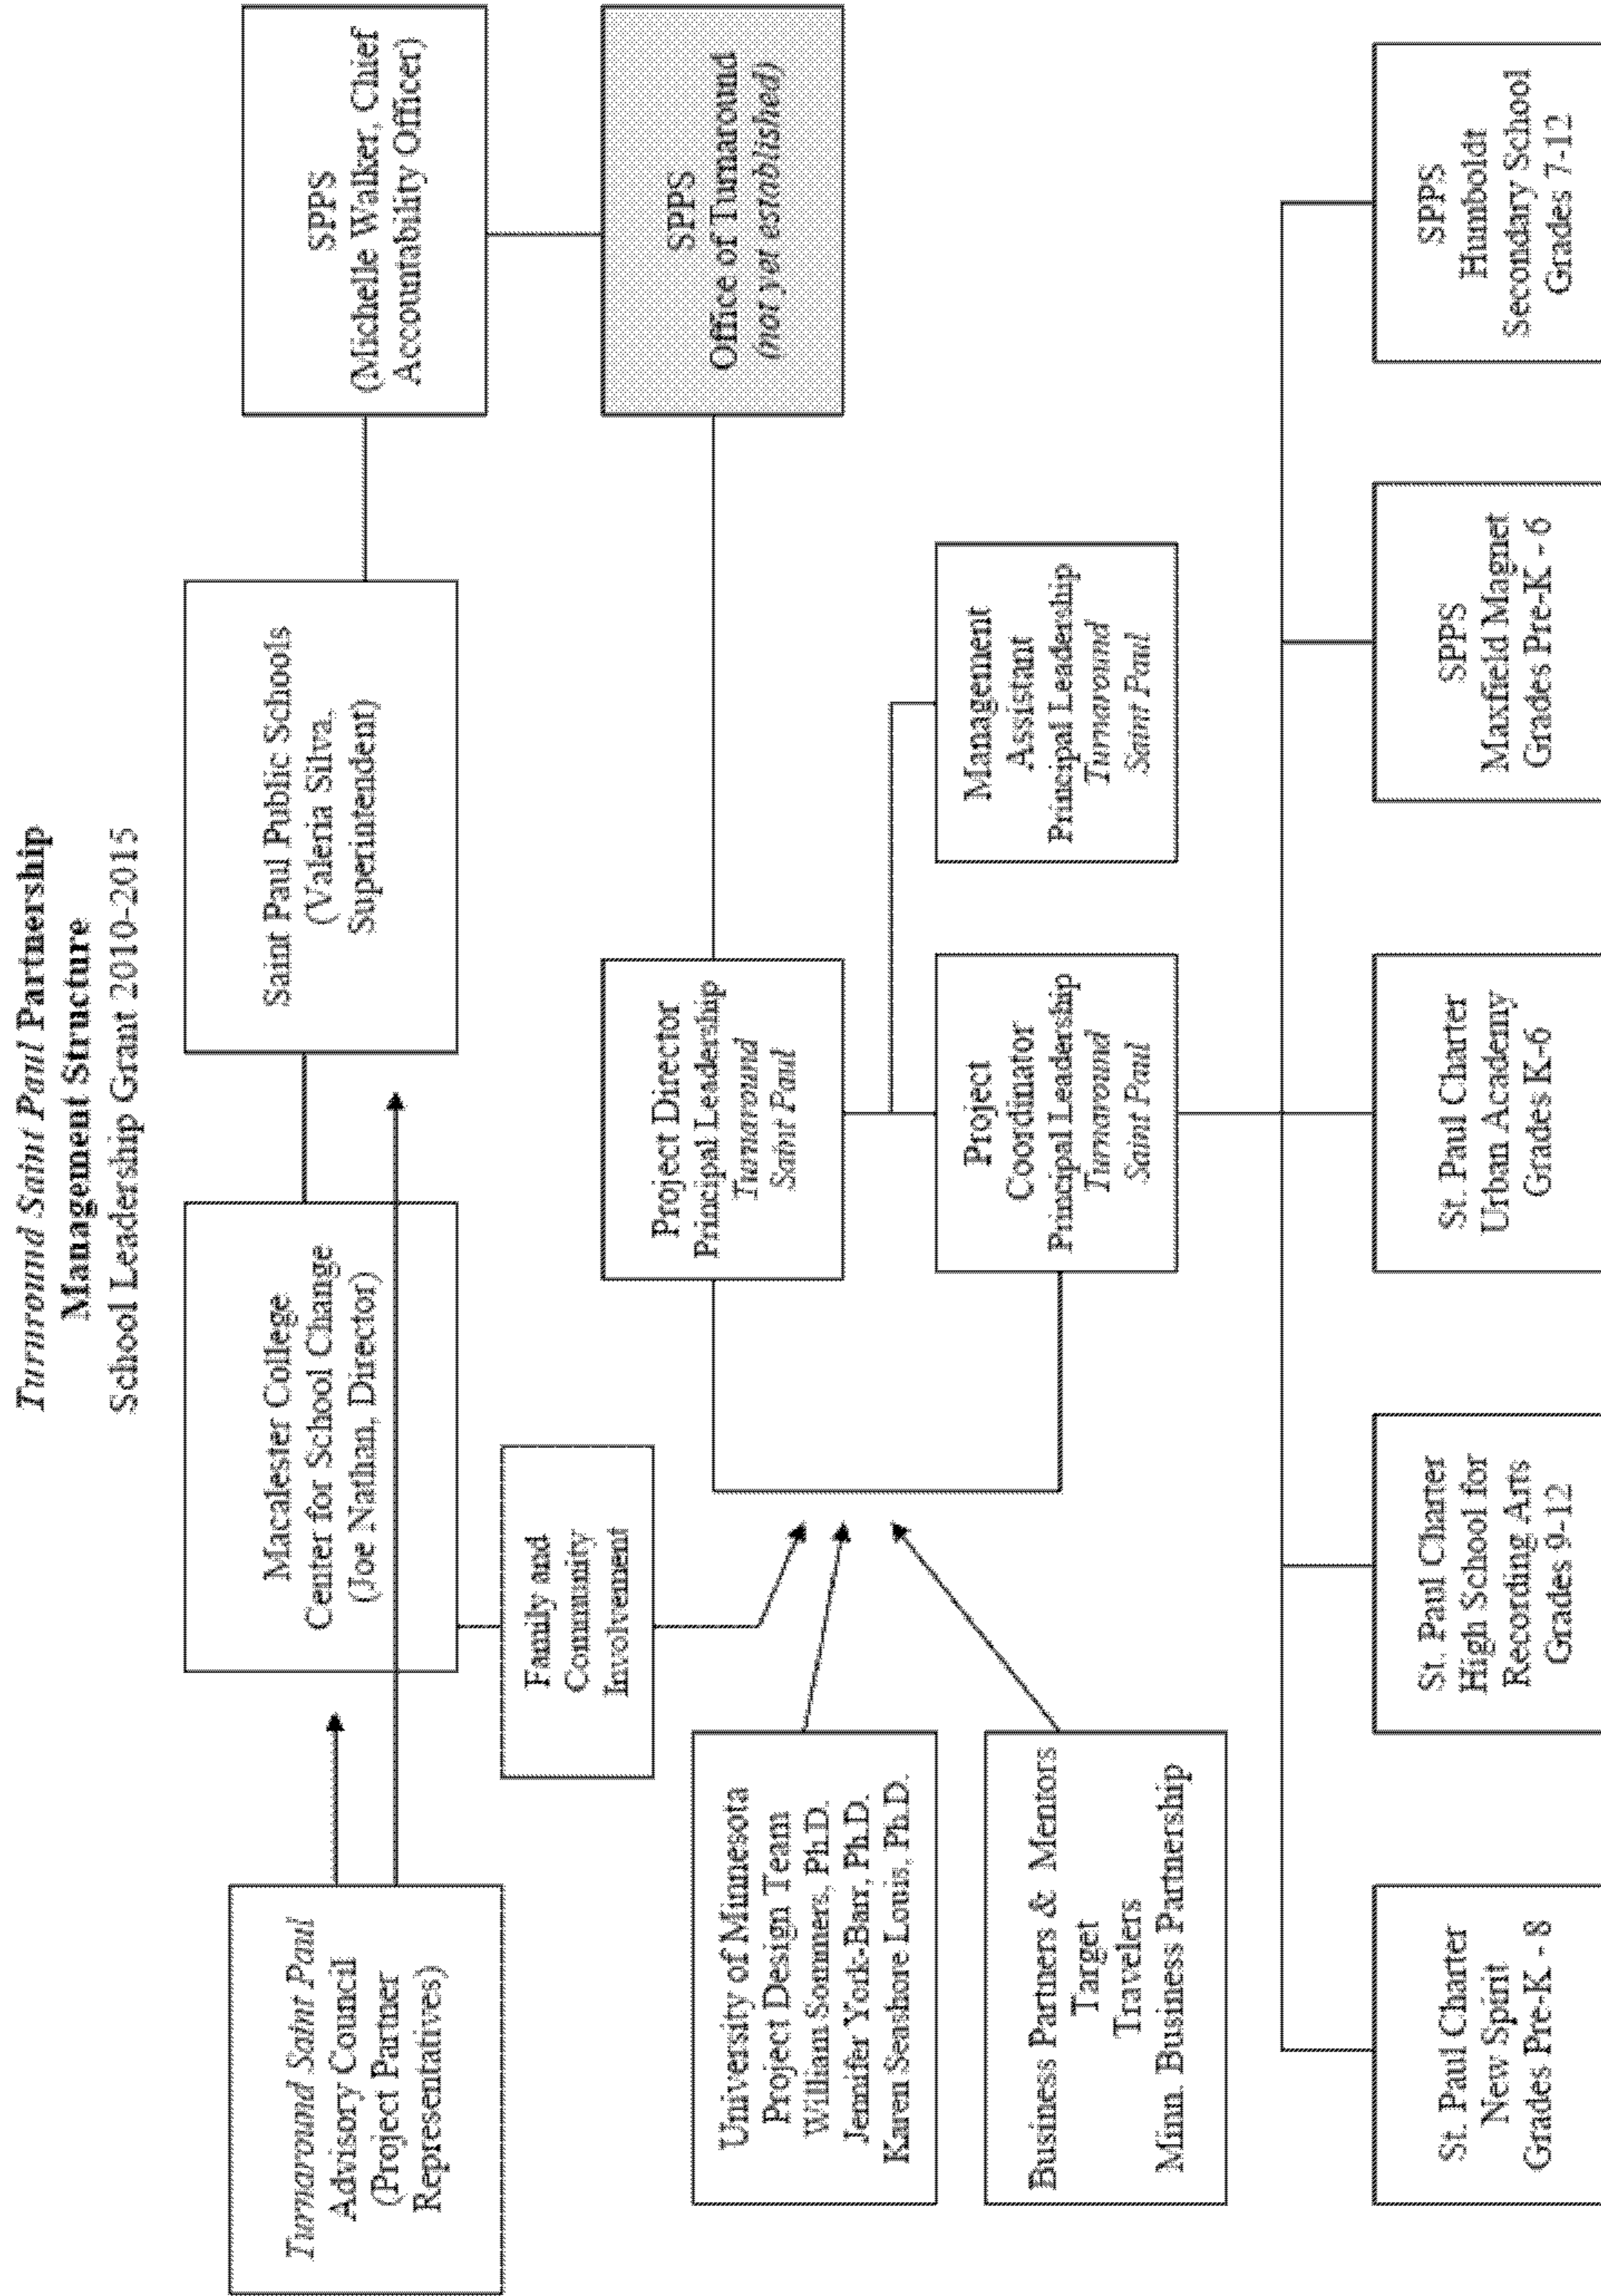 Turnround Saint Paul Partnership
Management Structure
School Leadership Grant 2010-2015
Turnaround Saint Paul
Advisory Council
(Project Partner
Representatives)
Macalester College
Center for School Change
(Joe Nathan, Director)
Saint Paul Public Schools
(Valeria Silva,
Superintendent)
SPPS
(Michelle Walker, Chief
Accountability Officer)
Family and
Community
Involvement
SPPS
Office of Turnaround
(not yet established)
University of Minnesota
Project Design Team
William Sommers, Ph.D.
Jennifer York-Barr, Ph.D.
Karen Seashore Louis, Ph.D.
Project Director
Principal Leadership
Turnaround
Saint Paul
Business Partners & Mentors
Target
Travelers
Minn. Business Partnership
Project
Coordinator
Principal Leadership
Turnaround
Saint Paul
Management
Assistant
Principal Leadership
Turnaround
Saint Paul
St. Paul Charter
New Spirit
Grades Pre-K - 8
St. Paul Charter
High School for
Recording Arts
Grades 9-12
St. Paul Charter
Urban Academy
Grades K-6
SPPS
Maxfield Magnet
Grades Pre-K - 6
SPPS
Humboldt
Secondary School
Grades 7-12